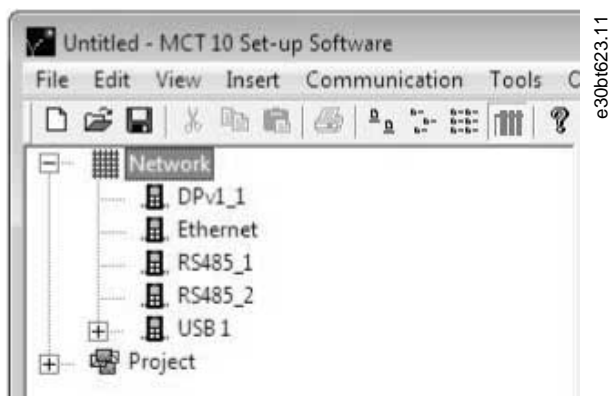 Untitled - MCT 10 Set-up Software
File Edit View Insert Communication Tools
Network
DPv1_1
Ethernet
RS485_1
RS485_2
USB 1
Project
e30bt623.11